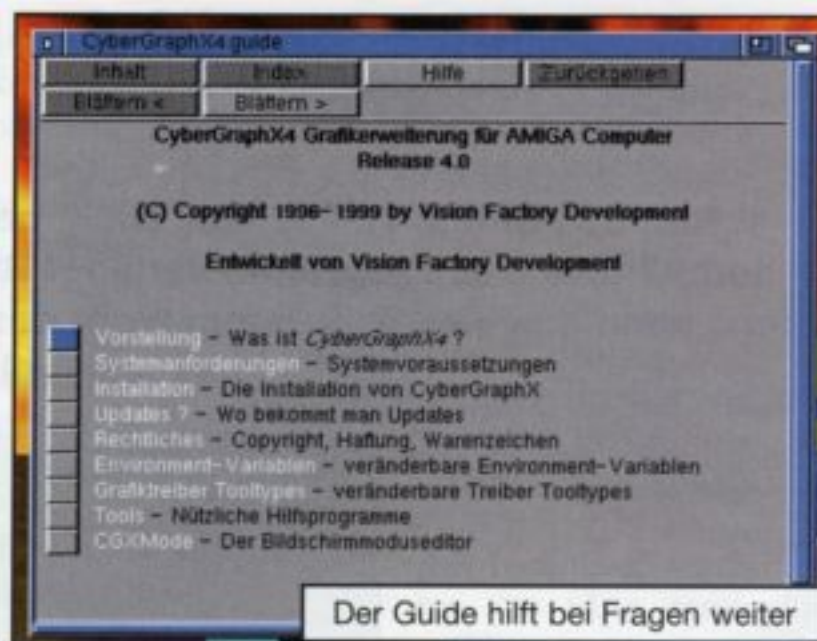 CyberGraphX4.guide
Inhalt Index Hilfe Zurückgehen
Blättern < Blättern >
CyberGraphX4 Grafikerweiterung für AMIGA Computer
Release 4.0
(C) Copyright 1996-1999 by Vision Factory Development
Entwickelt von Vision Factory Development
Vorstellung - Was ist CyberGraphX4 ?
Systemanforderungen - Systemvoraussetzungen
Installation - Die Installation von CyberGraphX
Updates ? - Wo bekommt man Updates
Rechtliches - Copyright, Haftung, Warenzeichen
Environment-Variablen - veränderbare Environment-Variablen
Grafiktreiber Tooltypes - veränderbare Treiber Tooltypes
Tools - Nützliche Hilfsprogramme
CGXMode - Der Bildschirmmoduseditor
Der Guide hilft bei Fragen weiter